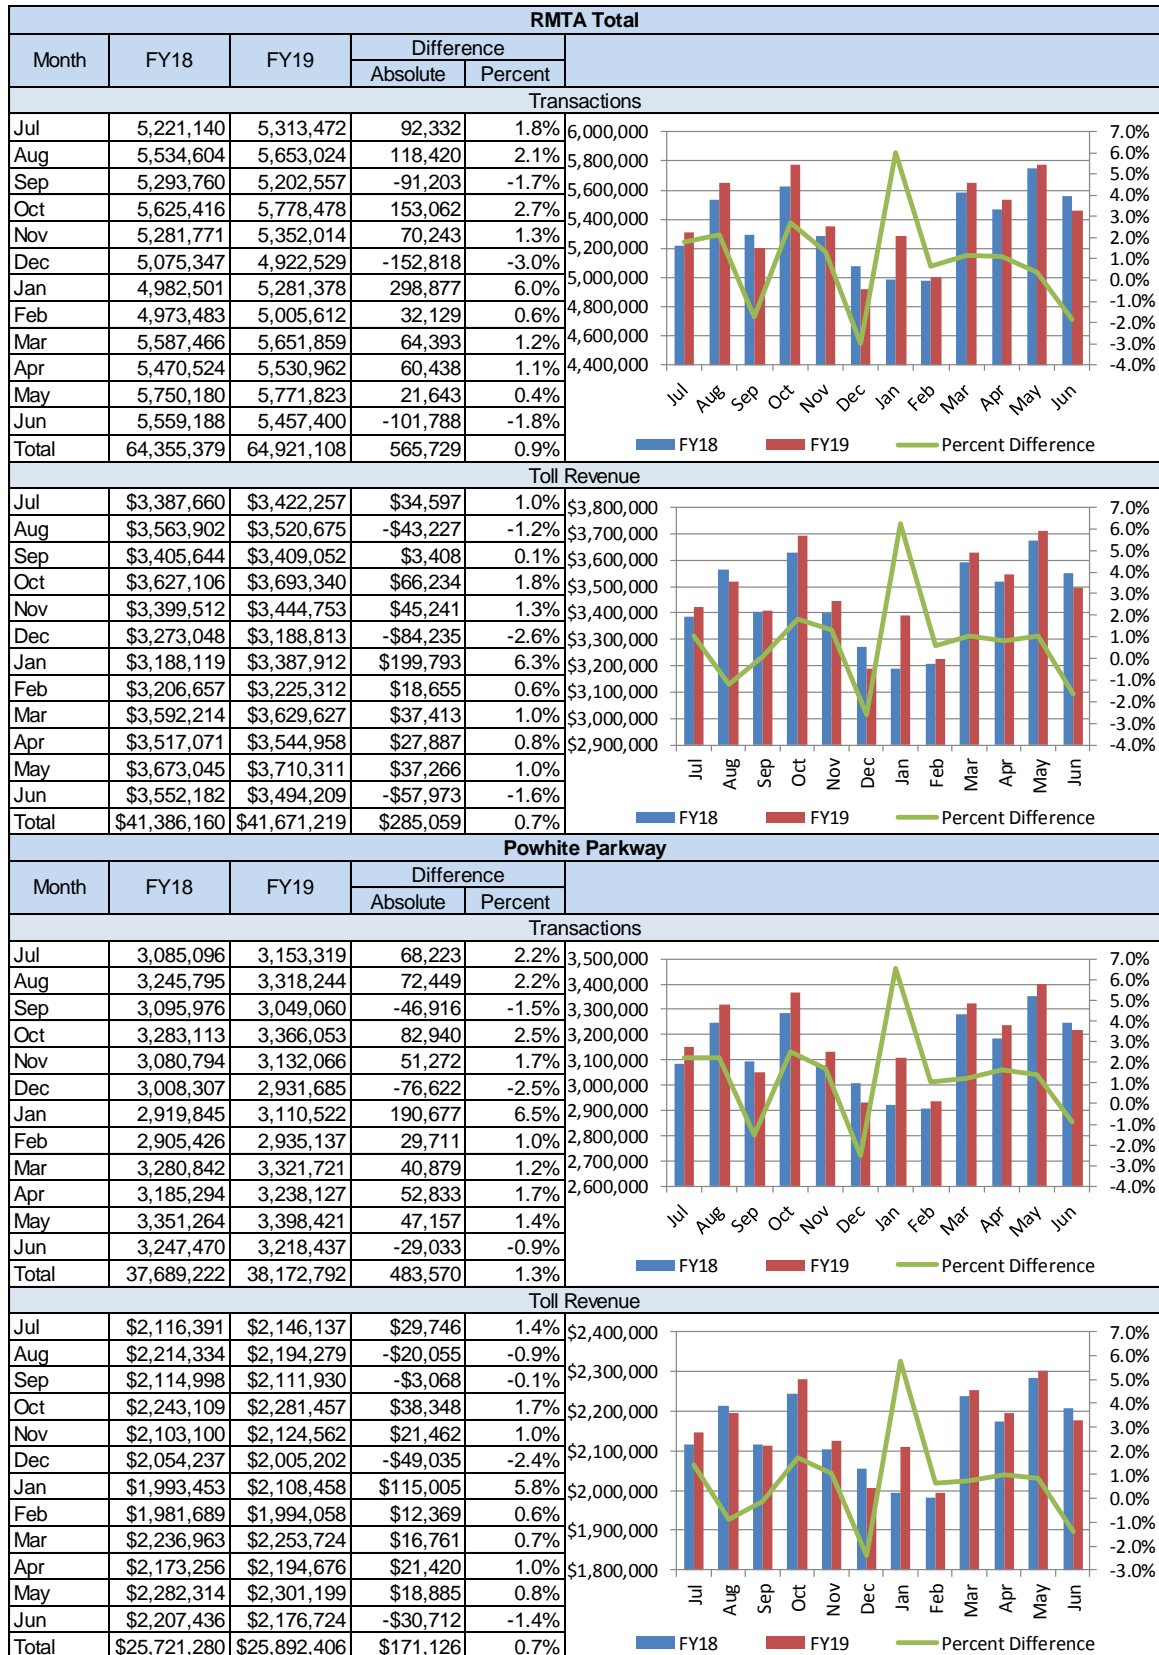 RMTA Total
Month FY18 FY19 Difference
Absolute Percent
Transactions
Jul 5,221,140 5,313,472 92,332 1.8%
Aug 5,534,604 5,653,024 118,420 2.1%
Sep 5,293,760 5,202,557 -91,203 -1.7%
Oct 5,625,416 5,778,478 153,062 2.7%
Nov 5,281,771 5,352,014 70,243 1.3%
Dec 5,075,347 4,922,529 -152,818 -3.0%
Jan 4,982,501 5,281,378 298,877 6.0%
Feb 4,973,483 5,005,612 32,129 0.6%
Mar 5,587,466 5,651,859 64,393 1.2%
Apr 5,470,524 5,530,962 60,438 1.1%
May 5,750,180 5,771,823 21,643 0.4%
Jun 5,559,188 5,457,400 -101,788 -1.8%
Total 64,355,379 64,921,108 565,729 0.9%
6,000,000 7.0%
5,800,000 6.0%
5,600,000 5.0%
5,400,000 4.0%
5,200,000 3.0%
5,000,000 2.0%
4,800,000 1.0%
4,600,000 0.0%
4,400,000 -1.0%
-2.0%
-3.0%
-4.0%
Jul Aug Sep Oct Nov Dec Jan Feb Mar Apr May Jun
FY18 FY19 Percent Difference
Toll Revenue
Jul $3,387,660 $3,422,257 $34,597 1.0%
Aug $3,563,902 $3,520,675 -$43,227 -1.2%
Sep $3,405,644 $3,409,052 $3,408 0.1%
Oct $3,627,106 $3,693,340 $66,234 1.8%
Nov $3,399,512 $3,444,753 $45,241 1.3%
Dec $3,273,048 $3,188,813 -$84,235 -2.6%
Jan $3,188,119 $3,387,912 $199,793 6.3%
Feb $3,206,657 $3,225,312 $18,655 0.6%
Mar $3,592,214 $3,629,627 $37,413 1.0%
Apr $3,517,071 $3,544,958 $27,887 0.8%
May $3,673,045 $3,710,311 $37,266 1.0%
Jun $3,552,182 $3,494,209 -$57,973 -1.6%
Total $41,386,160 $41,671,219 $285,059 0.7%
$3,800,000 7.0%
$3,700,000 6.0%
$3,600,000 5.0%
$3,500,000 4.0%
$3,400,000 3.0%
$3,300,000 2.0%
$3,200,000 1.0%
$3,100,000 0.0%
$3,000,000 -1.0%
$2,900,000 -2.0%
-3.0%
-4.0%
Jul Aug Sep Oct Nov Dec Jan Feb Mar Apr May Jun
FY18 FY19 Percent Difference
Powhite Parkway
Month FY18 FY19 Difference
Absolute Percent
Transactions
Jul 3,085,096 3,153,319 68,223 2.2%
Aug 3,245,795 3,318,244 72,449 2.2%
Sep 3,095,976 3,049,060 -46,916 -1.5%
Oct 3,283,113 3,366,053 82,940 2.5%
Nov 3,080,794 3,132,066 51,272 1.7%
Dec 3,008,307 2,931,685 -76,622 -2.5%
Jan 2,919,845 3,110,522 190,677 6.5%
Feb 2,905,426 2,935,137 29,711 1.0%
Mar 3,280,842 3,321,721 40,879 1.2%
Apr 3,185,294 3,238,127 52,833 1.7%
May 3,351,264 3,398,421 47,157 1.4%
Jun 3,247,470 3,218,437 -29,033 -0.9%
Total 37,689,222 38,172,792 483,570 1.3%
3,500,000 7.0%
3,400,000 6.0%
3,300,000 5.0%
3,200,000 4.0%
3,100,000 3.0%
3,000,000 2.0%
2,900,000 1.0%
2,800,000 0.0%
2,700,000 -1.0%
2,600,000 -2.0%
-3.0%
-4.0%
Jul Aug Sep Oct Nov Dec Jan Feb Mar Apr May Jun
FY18 FY19 Percent Difference
Toll Revenue
Jul $2,116,391 $2,146,137 $29,746 1.4%
Aug $2,214,334 $2,194,279 -$20,055 -0.9%
Sep $2,114,998 $2,111,930 -$3,068 -0.1%
Oct $2,243,109 $2,281,457 $38,348 1.7%
Nov $2,103,100 $2,124,562 $21,462 1.0%
Dec $2,054,237 $2,005,202 -$49,035 -2.4%
Jan $1,993,453 $2,108,458 $115,005 5.8%
Feb $1,981,689 $1,994,058 $12,369 0.6%
Mar $2,236,963 $2,253,724 $16,761 0.7%
Apr $2,173,256 $2,194,676 $21,420 1.0%
May $2,282,314 $2,301,199 $18,885 0.8%
Jun $2,207,436 $2,176,724 -$30,712 -1.4%
Total $25,721,280 $25,892,406 $171,126 0.7%
$2,400,000 7.0%
$2,300,000 6.0%
$2,200,000 5.0%
$2,100,000 4.0%
$2,000,000 3.0%
$1,900,000 2.0%
$1,800,000 1.0%
0.0%
-1.0%
-2.0%
-3.0%
Jul Aug Sep Oct Nov Dec Jan Feb Mar Apr May Jun
FY18 FY19 Percent Difference